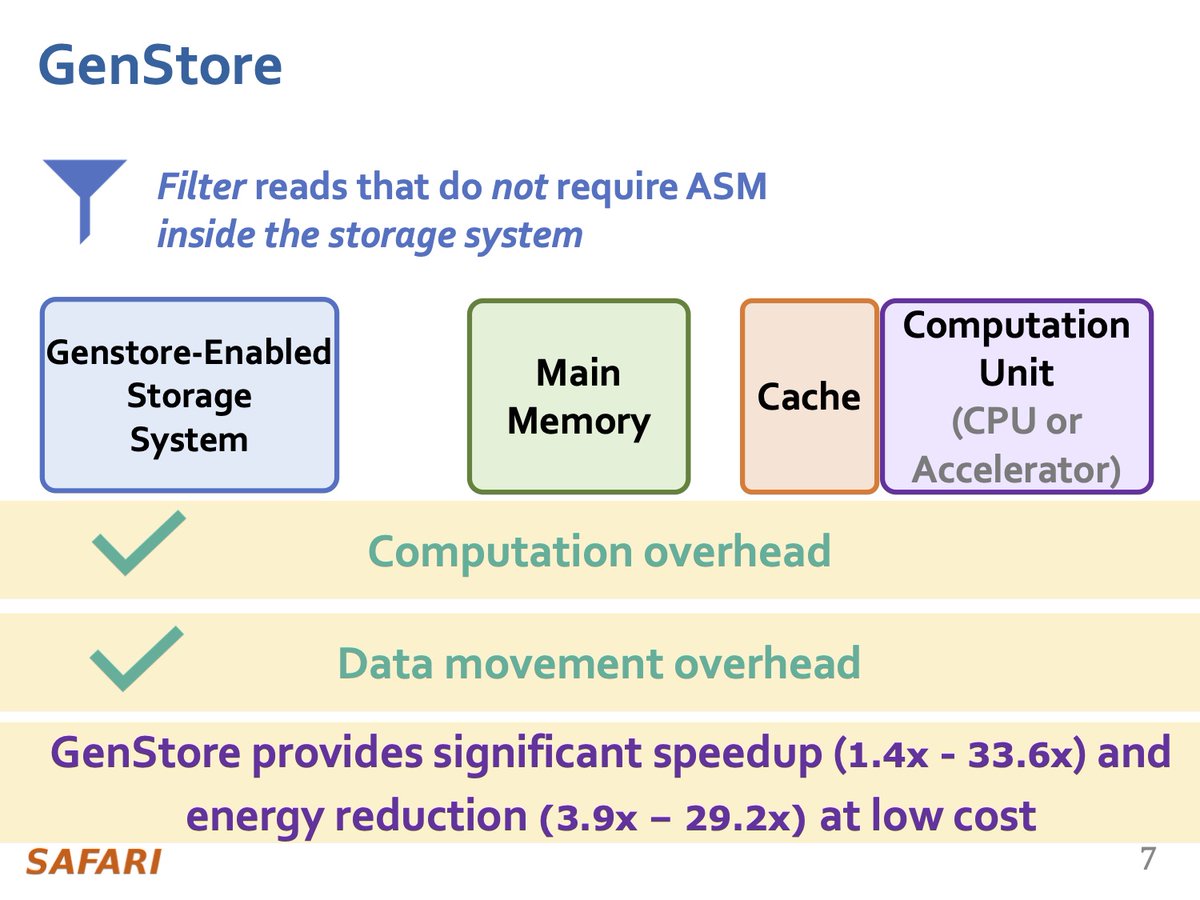 GenStore
Filter reads that do not require ASM
inside the storage system
Genstore-Enabled
Storage
System
Main
Memory
Cache
Computation
Unit
(CPU or
Accelerator)
Computation overhead
Data movement overhead
GenStore provides significant speedup (1.4x - 33.6x) and
energy reduction (3.9x – 29.2x) at low cost
SAFARI
7